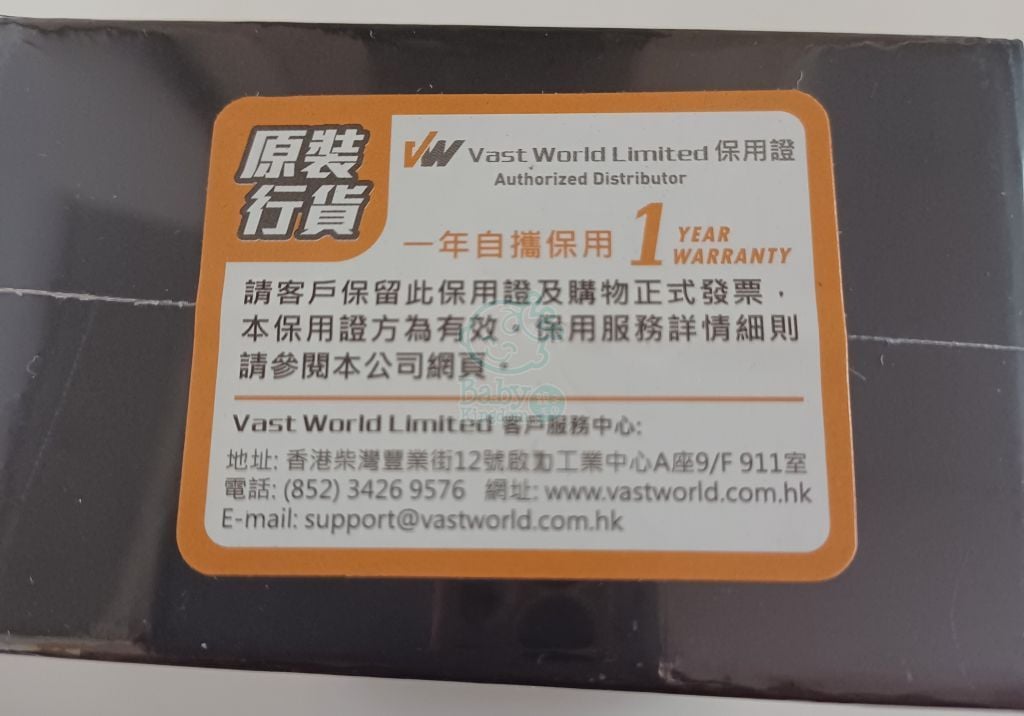 原裝
行貨
VW Vast World Limited 保用證
Authorized Distributor
一年自攜保用 1 YEAR WARRANTY
請客戶保留此保用證及購物正式發票，
本保用證方為有效。保用服務詳情細則
請參閱本公司網頁。
Baby
Kingdom
Vast World Limited 客戶服務中心:
地址: 香港柴灣豐業街12號啟力工業中心A座9/F 911室
電話: (852) 3426 9576 網址: www.vastworld.com.hk
E-mail: support@vastworld.com.hk